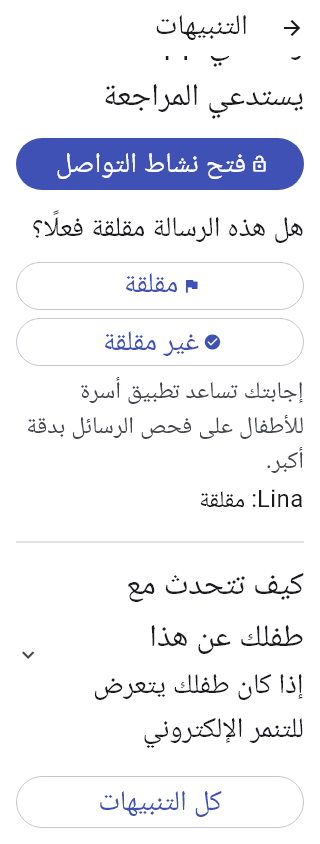 التنبيهات
يستدعي المراجعة
فتح نشاط التواصل
هل هذه الرسالة مقلقة فعلًا؟
مقلقة
غير مقلقة
إجابتك تساعد تطبيق أسرة
للأطفال على فحص الرسائل بدقة
أكبر.
Lina: مقلقة
كيف تتحدث مع
طفلك عن هذا
إذا كان طفلك يتعرض
للتنمر الإلكتروني
كل التنبيهات